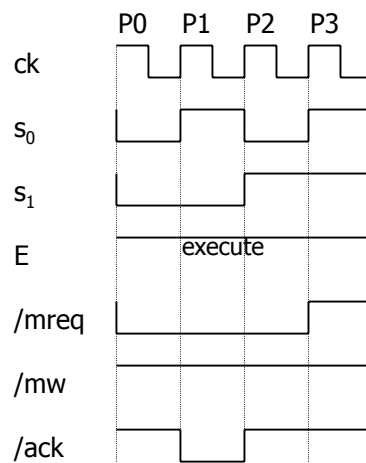 P0 P1 P2 P3
ck
s₀
s₁
E execute
/mreq
/mw
/ack